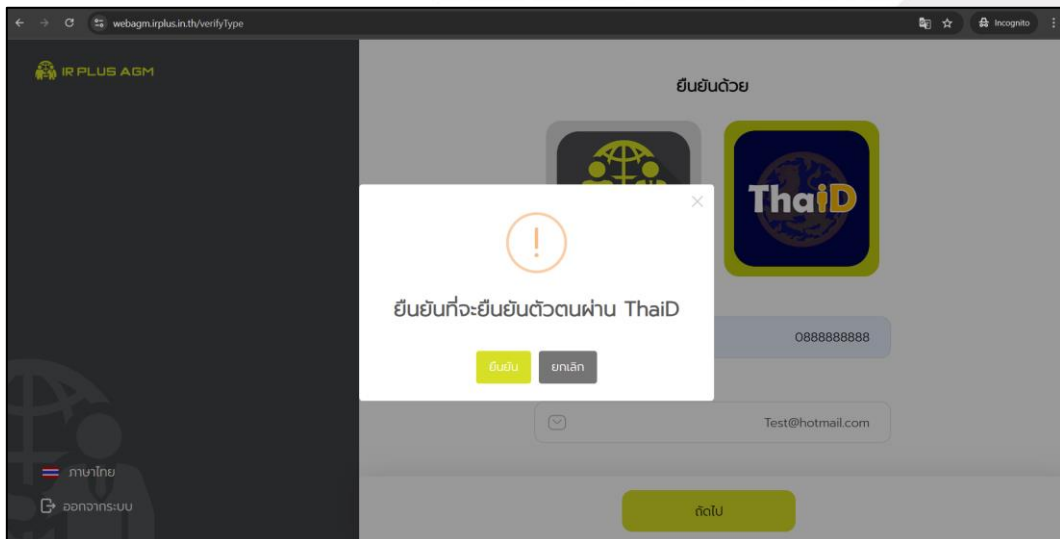 webagm.irplus.in.th/verifyType
Incognito
IR PLUS AGM
ยืนยันด้วย
ThaiD
ยืนยันที่จะยืนยันตัวตนผ่าน ThaiD
ยืนยัน
ยกเลิก
0888888888
Test@hotmail.com
ภาษาไทย
ออกจากระบบ
ถัดไป